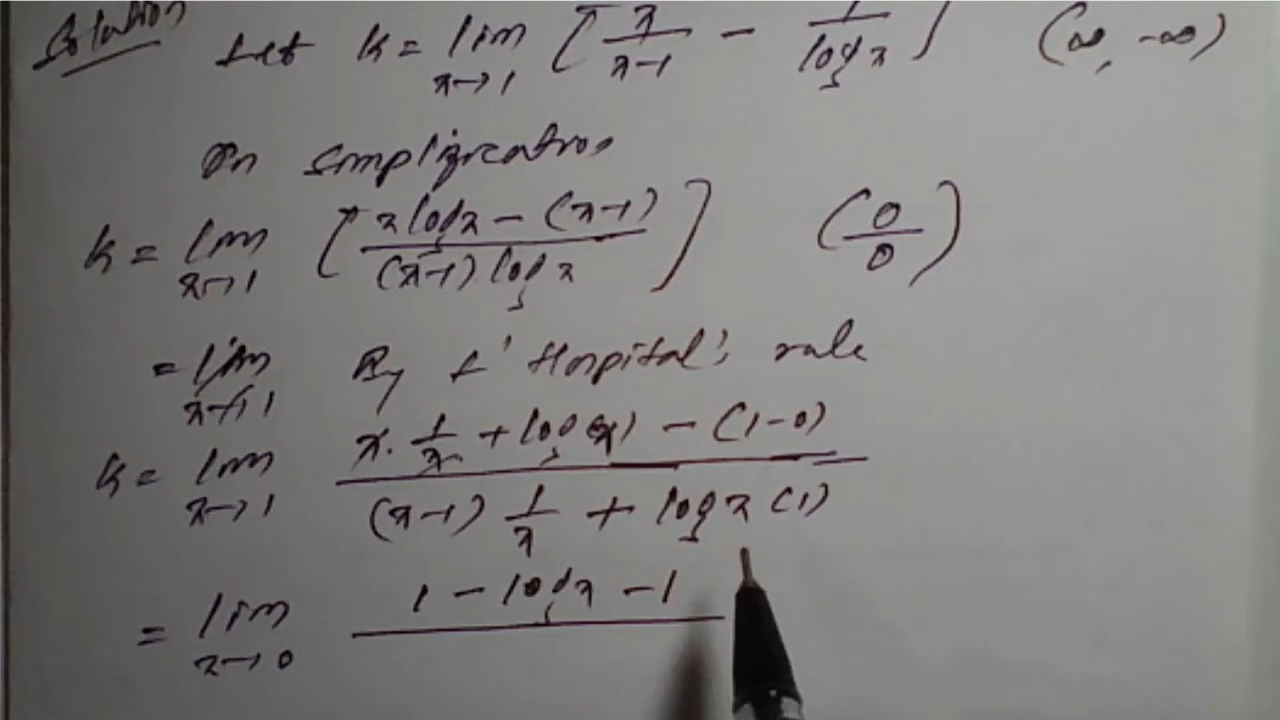 Solution
Let k = lim x→1 [ x/(x-1) - 1/log x ] (∞, -∞)
On simplification
k = lim x→1 [ (x log x - (x-1)) / ((x-1) log x) ] (0/0)
= lim x→1 By L'Hospital's rule
k = lim x→1 (x. 1/x + log(x) - (1-0)) / ((x-1) 1/x + log x (1))
= lim x→0 1 - log x - 1